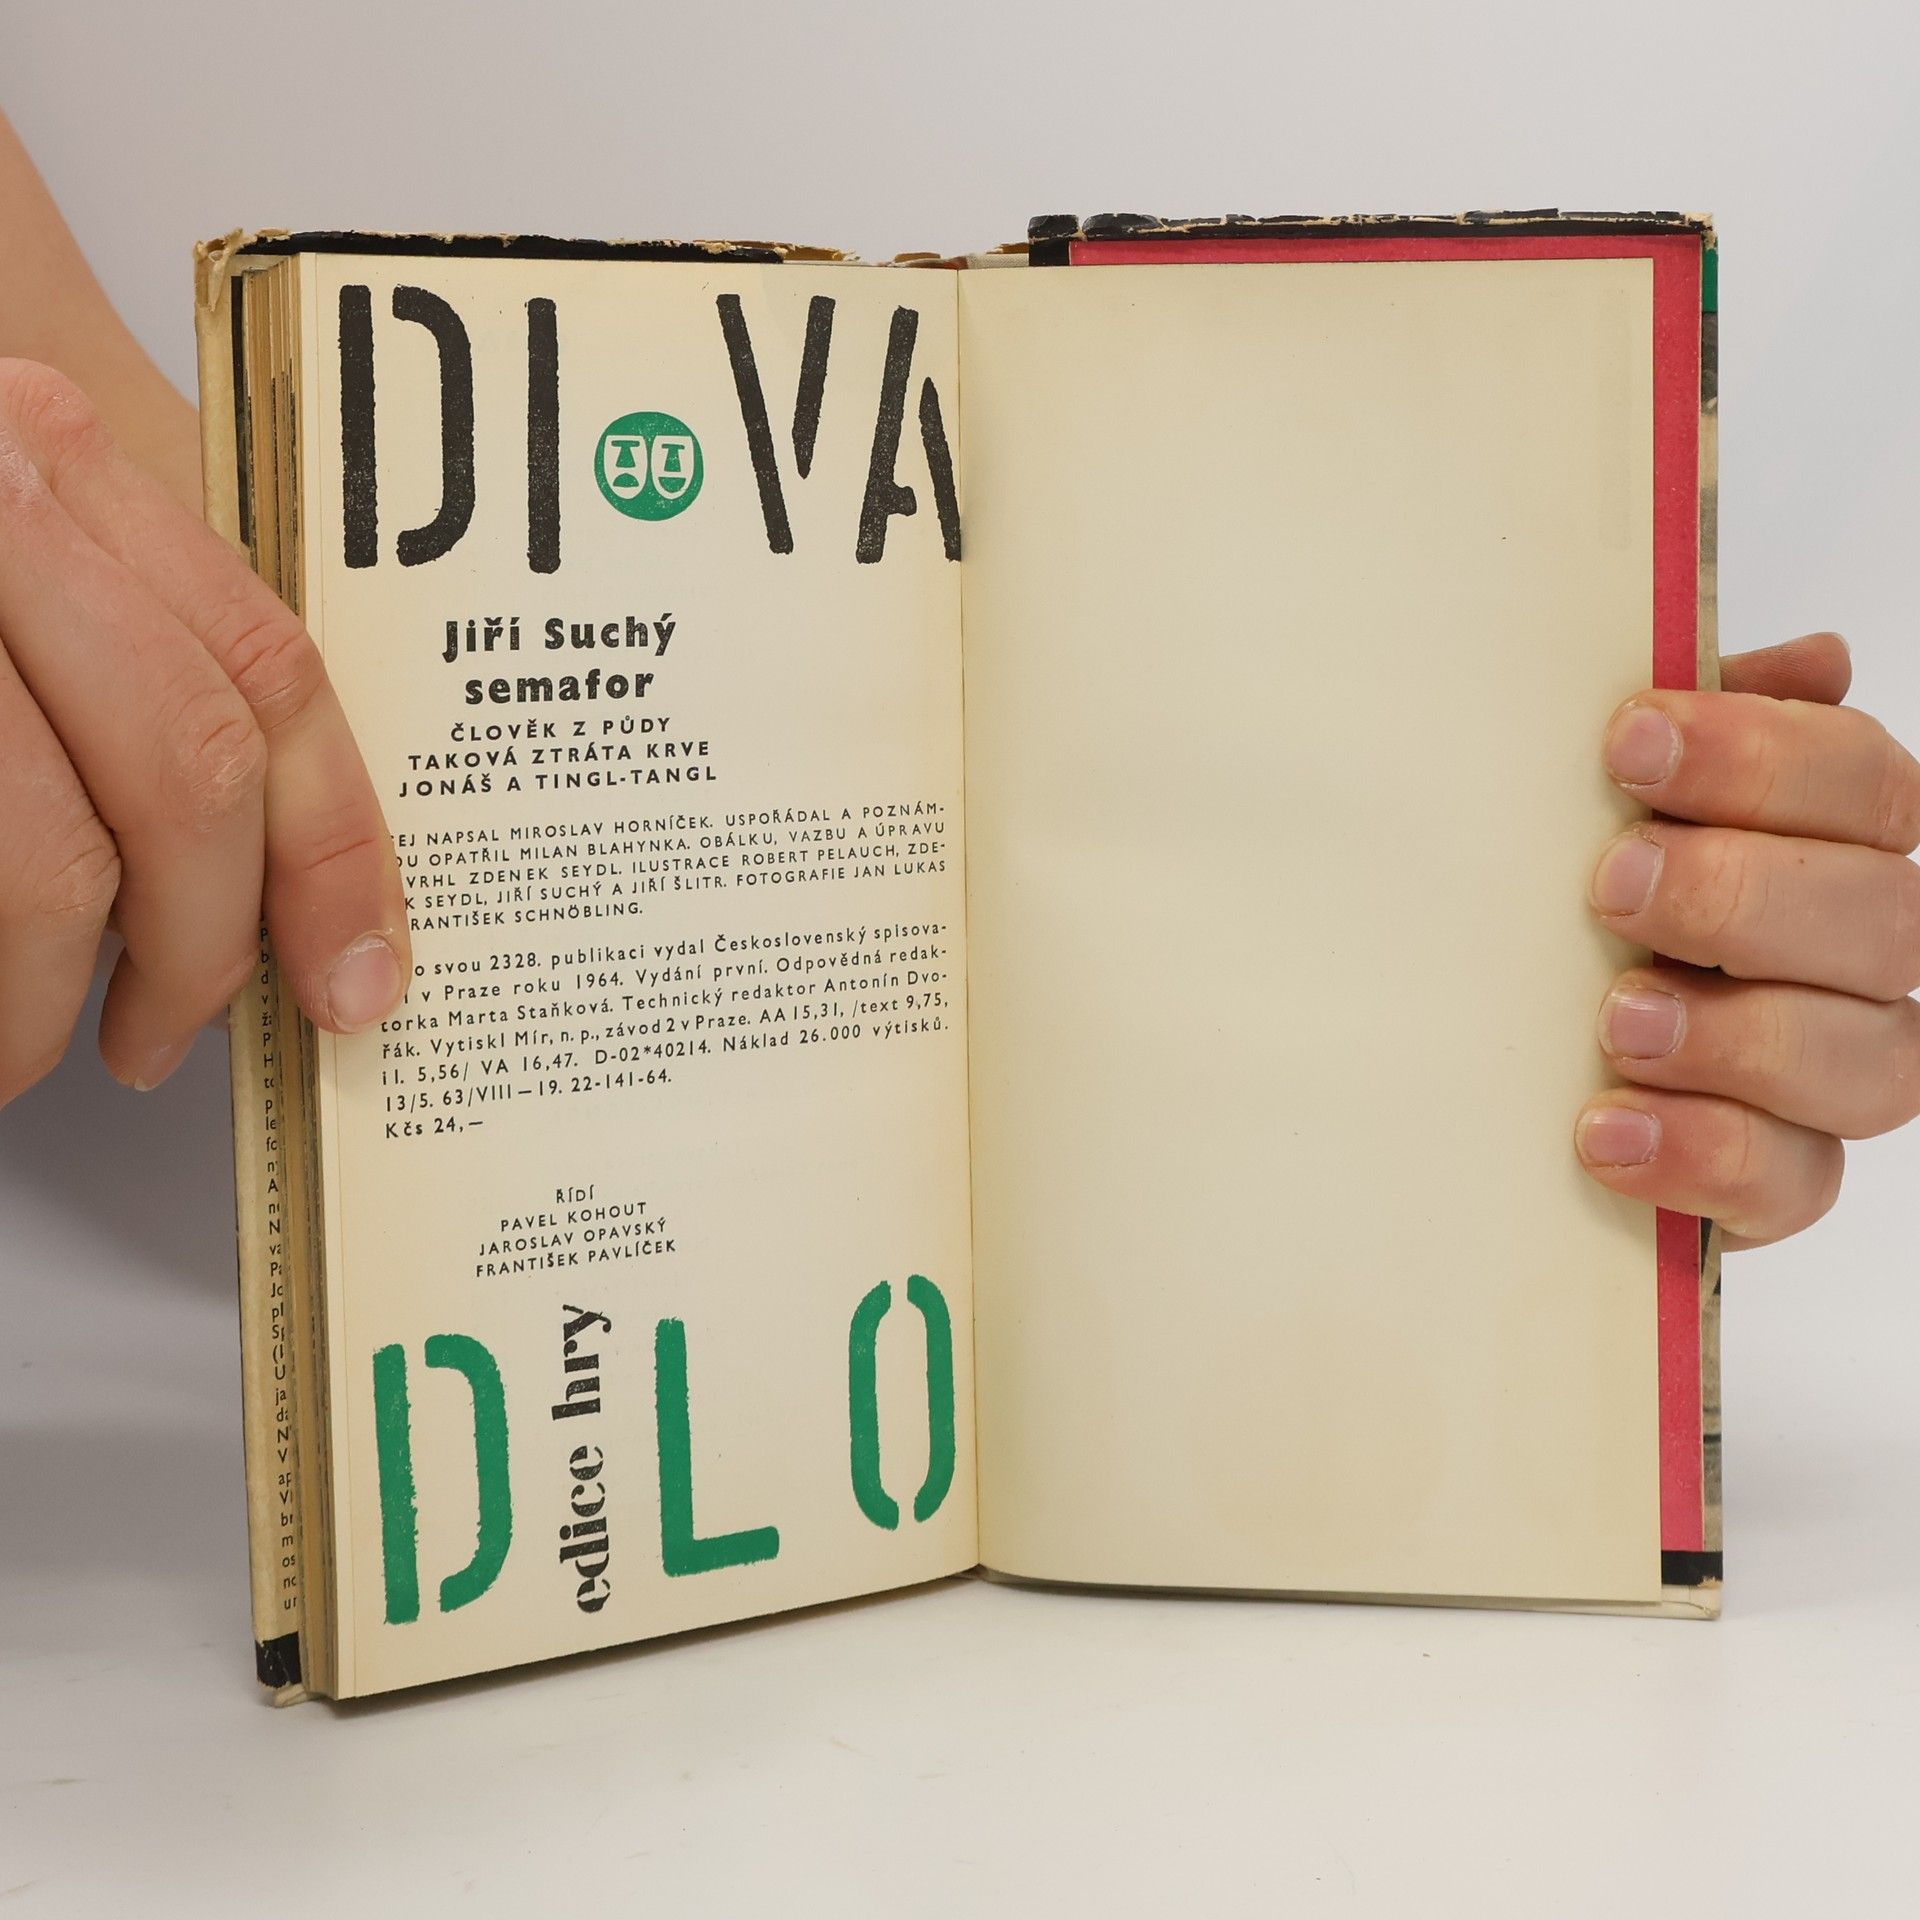 DI VA
Jiří Suchý
semafor
ČLOVĚK Z PŮDY
TAKOVÁ ZTRÁTA KRVE
JONÁŠ A TINGL-TANGL
NAPSAL MIROSLAV HORNÍČEK. USPOŘÁDAL A POZNÁM-
OU OPATŘIL MILAN BLAHYNKA. OBÁLKU, VAZBU A ÚPRAVU
VRHL ZDENEK SEYDL. ILUSTRACE ROBERT PELAUCH, ZDE-
K SEYDL, JIŘÍ SUCHÝ A JIŘÍ ŠLITR. FOTOGRAFIE JAN LUKAS
RANTIŠEK SCHNÖBLING.
o svou 2328. publikaci vydal Československý spisova-
v Praze roku 1964. Vydání první. Odpovědná redak-
torka Marta Staňková. Technický redaktor Antonín Dvo-
řák. Vytiskl Mír, n. p., závod 2 v Praze. AA 15,31, /text 9,75,
il. 5,56/ VA 16,47. D-02*40214. Náklad 26.000 výtisků.
13/5. 63/VIII—19. 22-141-64.
Kčs 24,—
ŘÍDÍ
PAVEL KOHOUT
JAROSLAV OPAVSKÝ
FRANTIŠEK PAVLÍČEK
edice hry
D L O